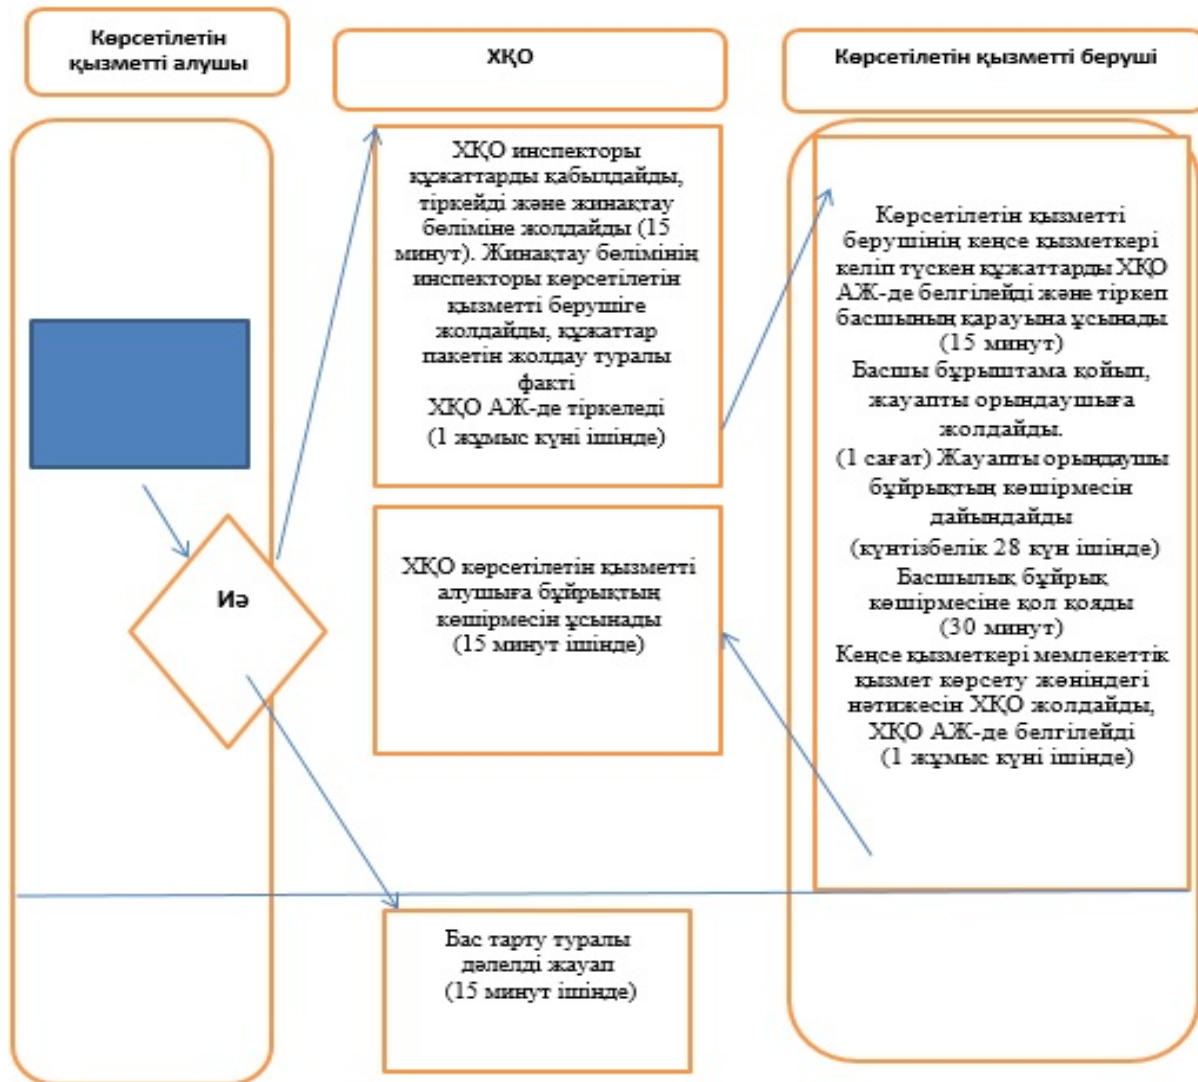 Көрсетілетін
қызметті алушы
ХҚО
Көрсетілетін қызметті беруші
ХҚО инспекторы
құжаттарды қабылдайды,
тіркейді және жинақтау
бөліміне жолдайды (15
минут). Жинақтау бөлімінің
инспекторы көрсетілетін
қызметті берушіге
жолдайды, құжаттар
пакетін жолдау туралы
факті
ХҚО АЖ-де тіркеледі
(1 жұмыс күні ішінде)
Көрсетілетін қызметті
берушінің кеңсе қызметкері
келіп түскен құжаттарды ХҚО
АЖ-де белгілейді және тіркеп
басшының қарауына ұсынады
(15 минут)
Басшы бұрыштама қойып,
жауапты орындаушыға
жолдайды.
(1 сағат) Жауапты орындаушы
бұйрықтың көшірмесін
дайындайды
(күнтізбелік 28 күн ішінде)
Басшылық бұйрық
көшірмесіне қол қояды
(30 минут)
Кеңсе қызметкері мемлекеттік
қызмет көрсету жөніндегі
нәтижесін ХҚО жолдайды,
ХҚО АЖ-де белгілейді
(1 жұмыс күні ішінде)
Иә
ХҚО көрсетілетін қызметті
алушыға бұйрықтың
көшірмесін ұсынады
(15 минут ішінде)
Бас тарту туралы
дәлелді жауап
(15 минут ішінде)